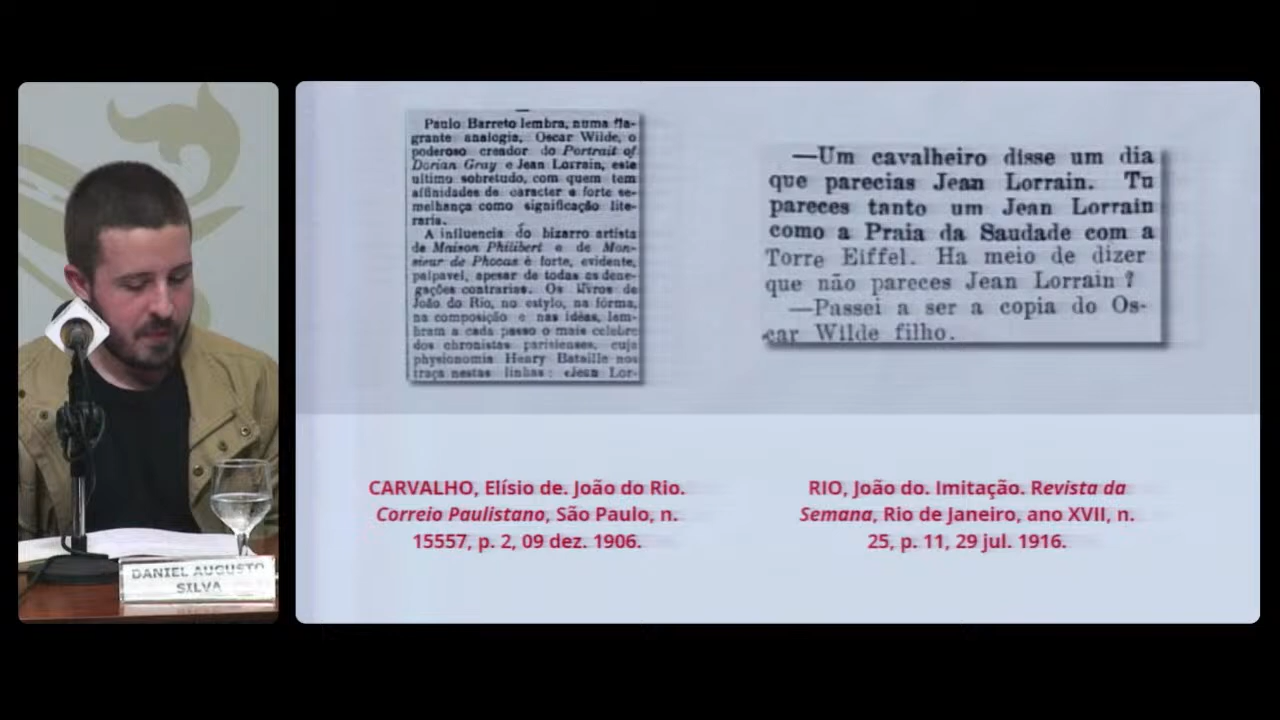 Paulo Barreto lembra, numa fla-
grante analogia, Oscar Wilde, o
poderoso creador do Portrait of
Dorian Gray e Jean Lorrain, este
ultimo sobretudo, com quem tem
affinidades de caracter e forte se-
melhança como significação lite-
raria.
A influencia do bizarro artista
de Maison Philibert e de Mon-
sieur de Phocas é forte, evidente,
palpavel, apesar de todas as dene-
gações contrarias. Os livros de
João do Rio, no estylo, na fórma,
na composição e nas idéas, lem-
bram a cada passo o mais celebre
dos chronistas parisienses, cuja
physionomia Henry Bataille nos
traça nestas linhas: «Jean Lor-
—Um cavalheiro disse um dia
que parecias Jean Lorrain. Tu
pareces tanto um Jean Lorrain
como a Praia da Saudade com a
Torre Eiffel. Ha meio de dizer
que não pareces Jean Lorrain ?
—Passei a ser a copia do Os-
car Wilde filho.
CARVALHO, Elísio de. João do Rio.
Correio Paulistano, São Paulo, n.
15557, p. 2, 09 dez. 1906.
RIO, João do. Imitação. Revista da
Semana, Rio de Janeiro, ano XVII, n.
25, p. 11, 29 jul. 1916.
DANIEL AUGUSTO
SILVA